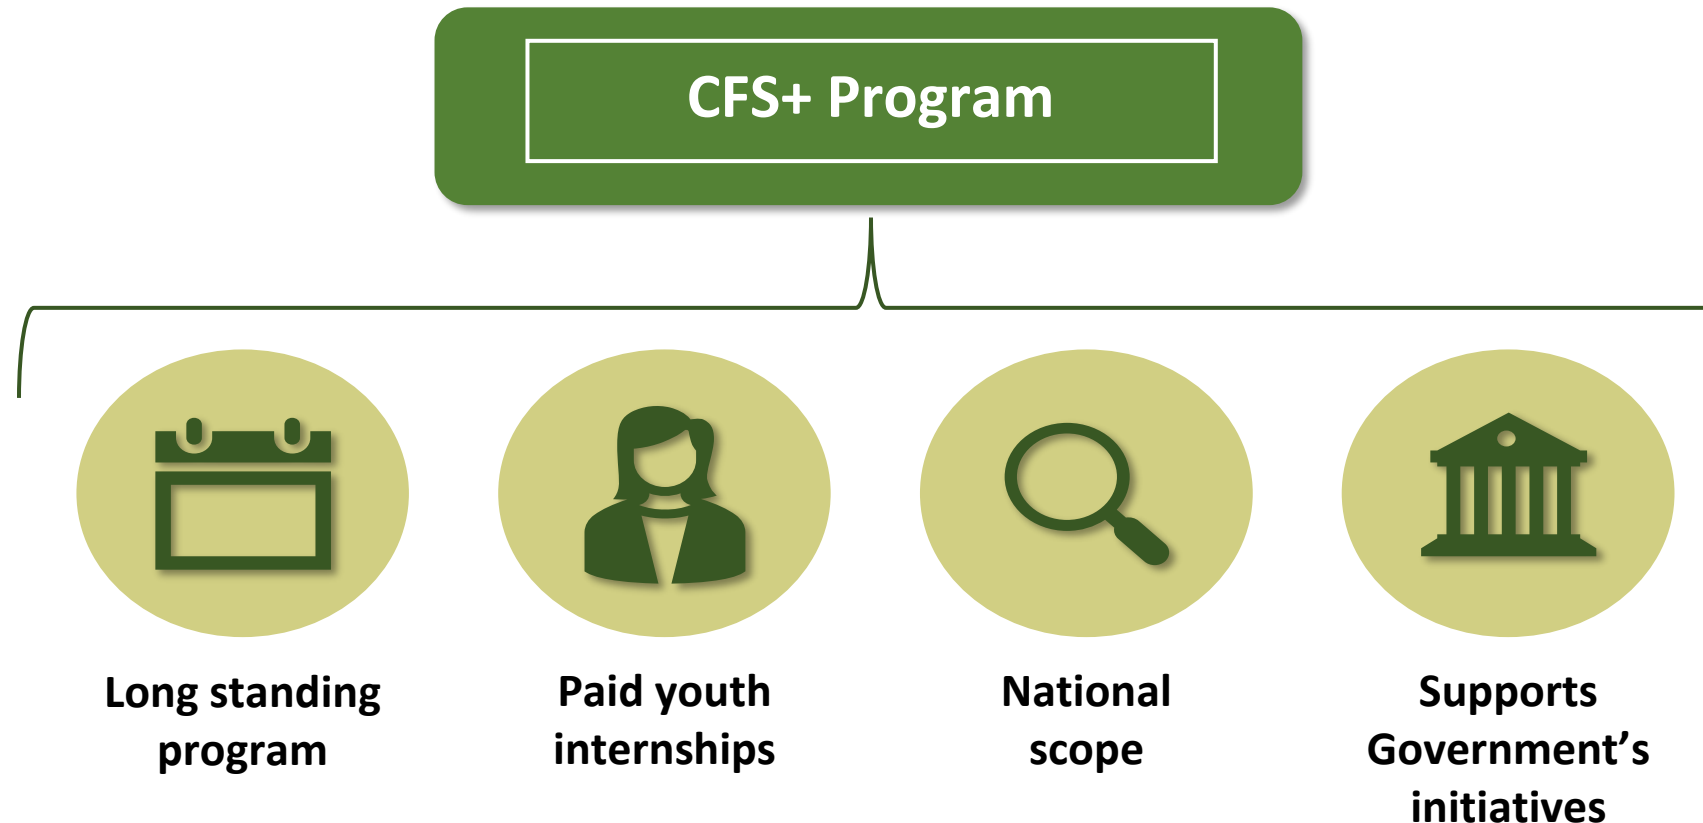 CFS+ Program
Long standing
program
Paid youth
internships
National
scope
Supports
Government’s
initiatives